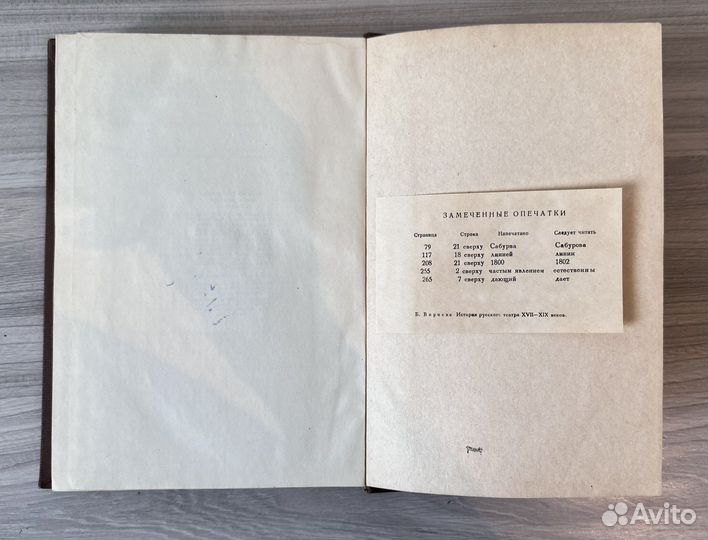 ЗАМЕЧЕННЫЕ ОПЕЧАТКИ
Страница Строка Напечатано Следует читать
79 21 сверху Сабурва Сабурова
117 18 сверху линией линии
208 21 сверху 1800 1802
255 2 сверху частым явлением естественны
265 7 сверху дающий дает
Б. Варнеке История русского театра XVII—XIX веков.
Avito